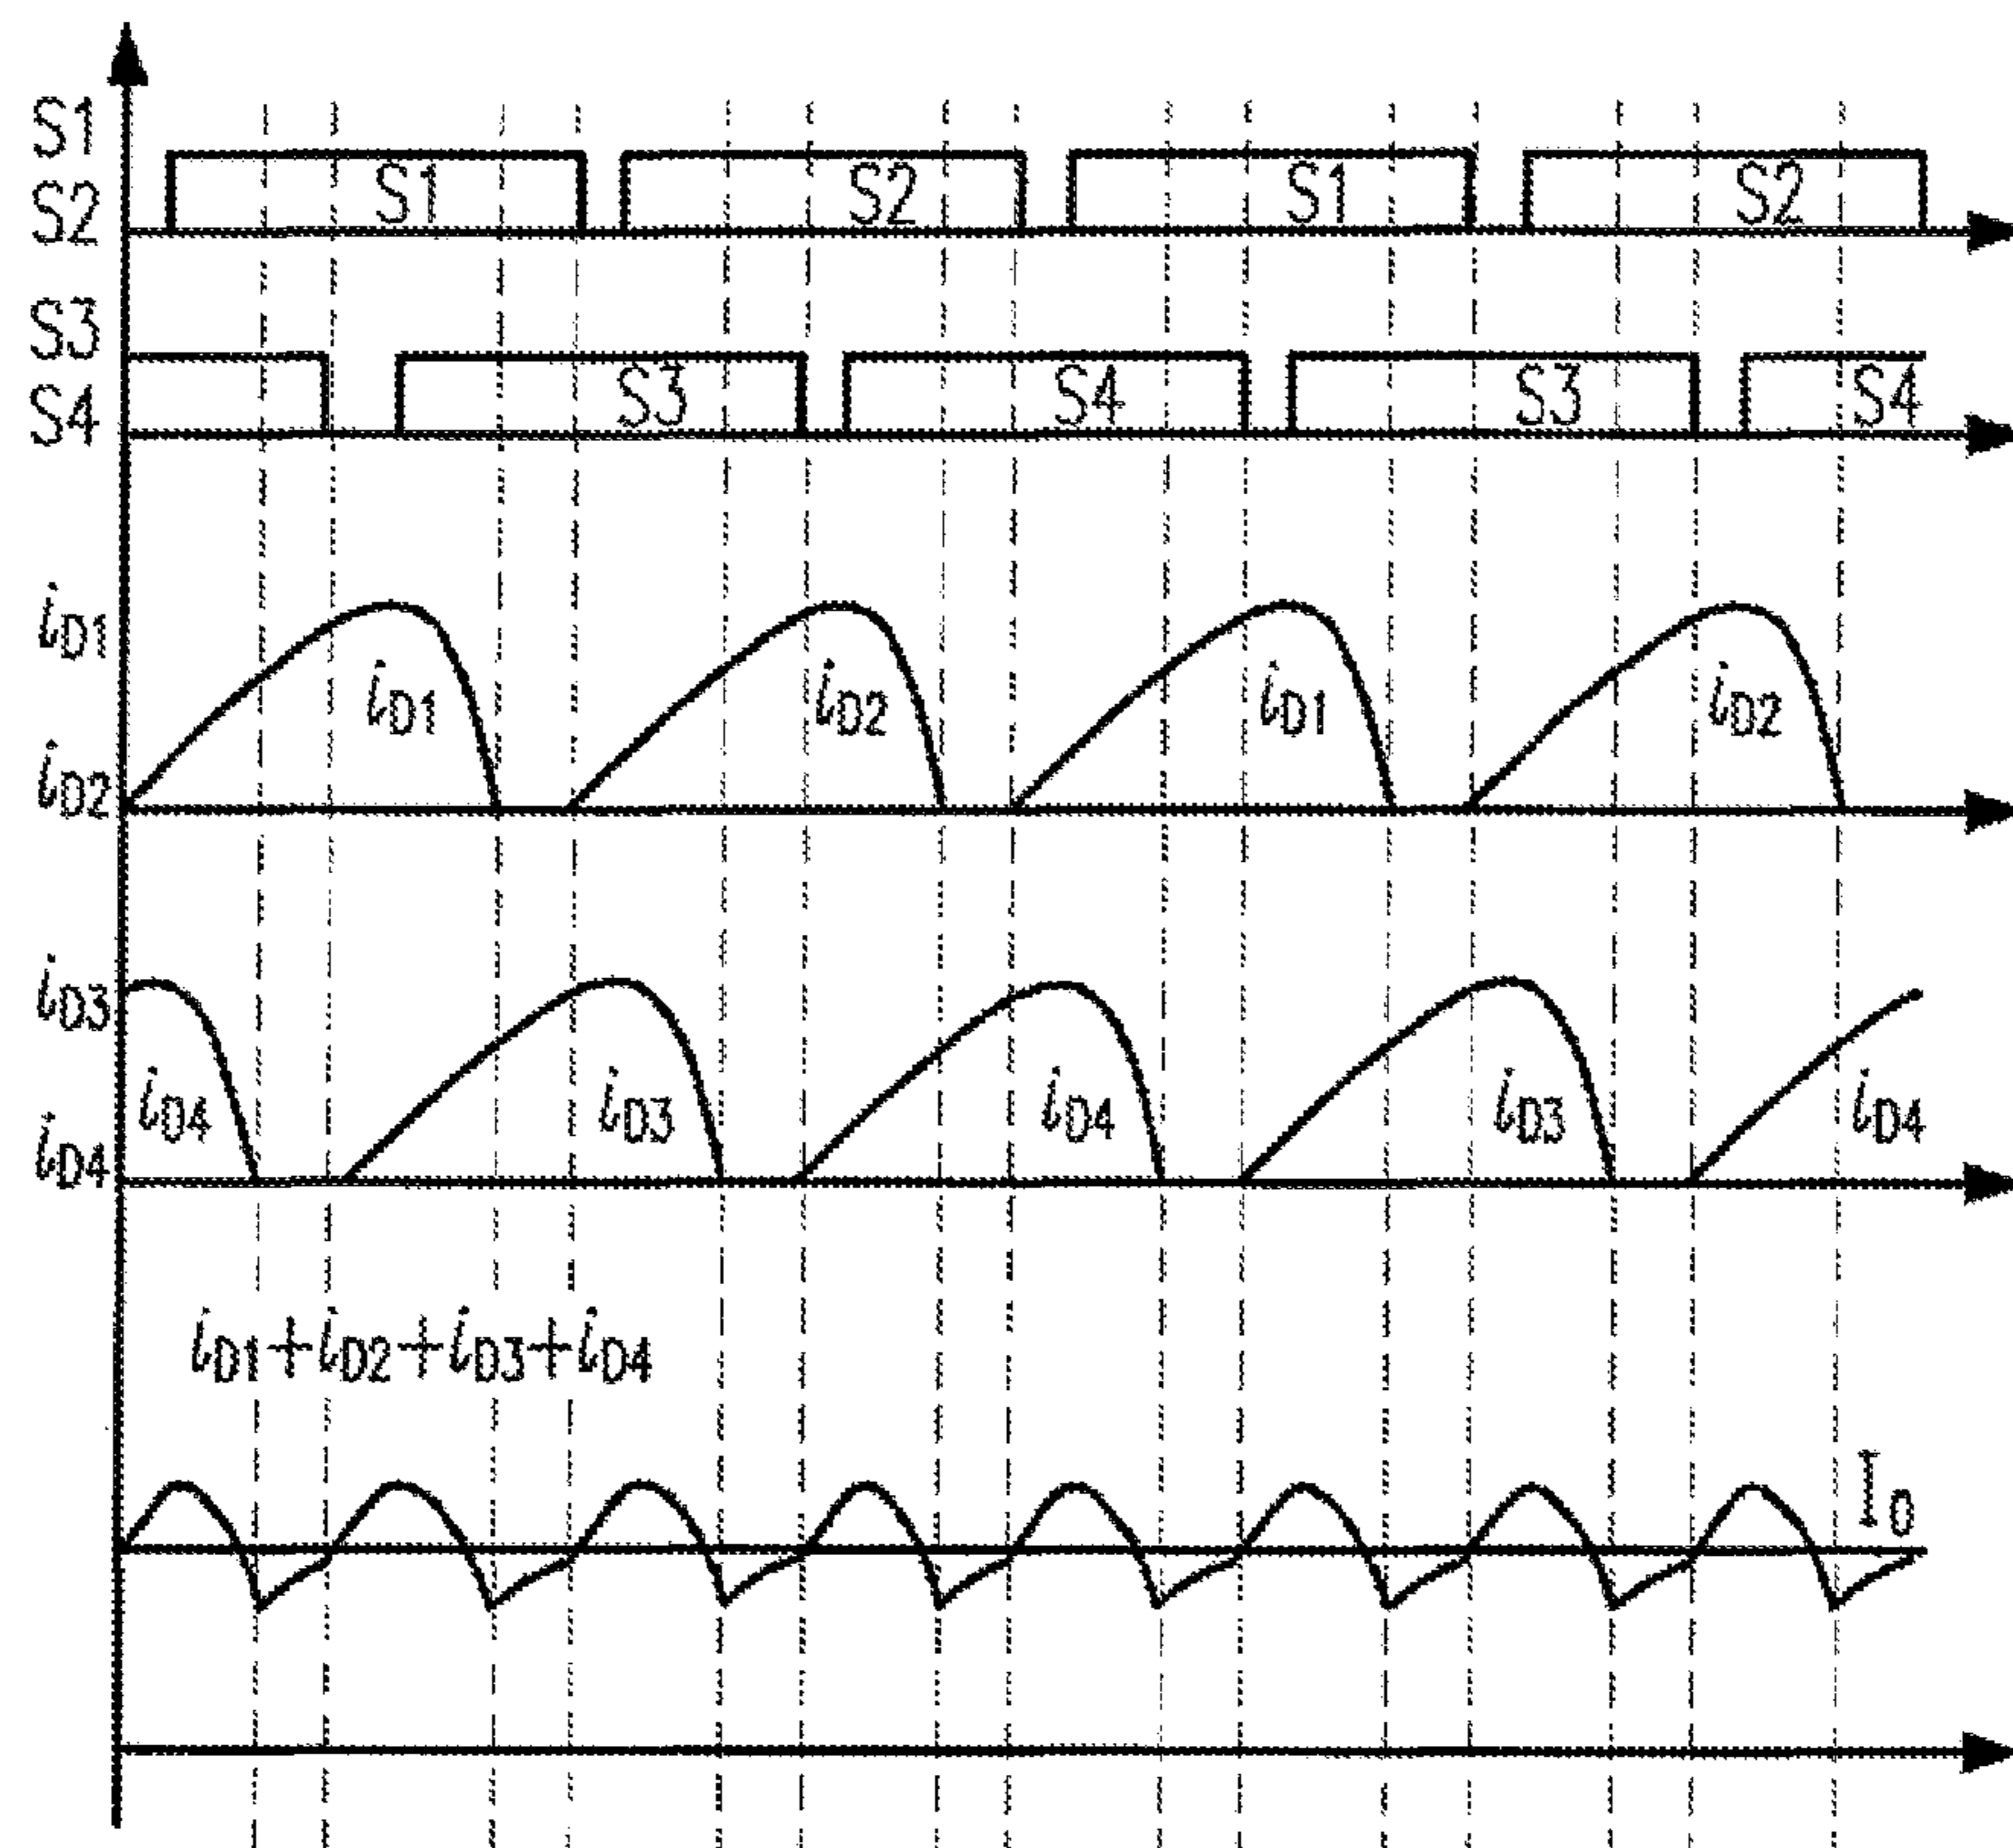 S1
S2
S1 S2 S1 S2
S3
S4
S3 S4 S3 S4
iD1
iD2
iD1 iD2 iD1 iD2
iD3
iD4
iD4 iD3 iD4 iD3 iD4
iD1+iD2+iD3+iD4
I0